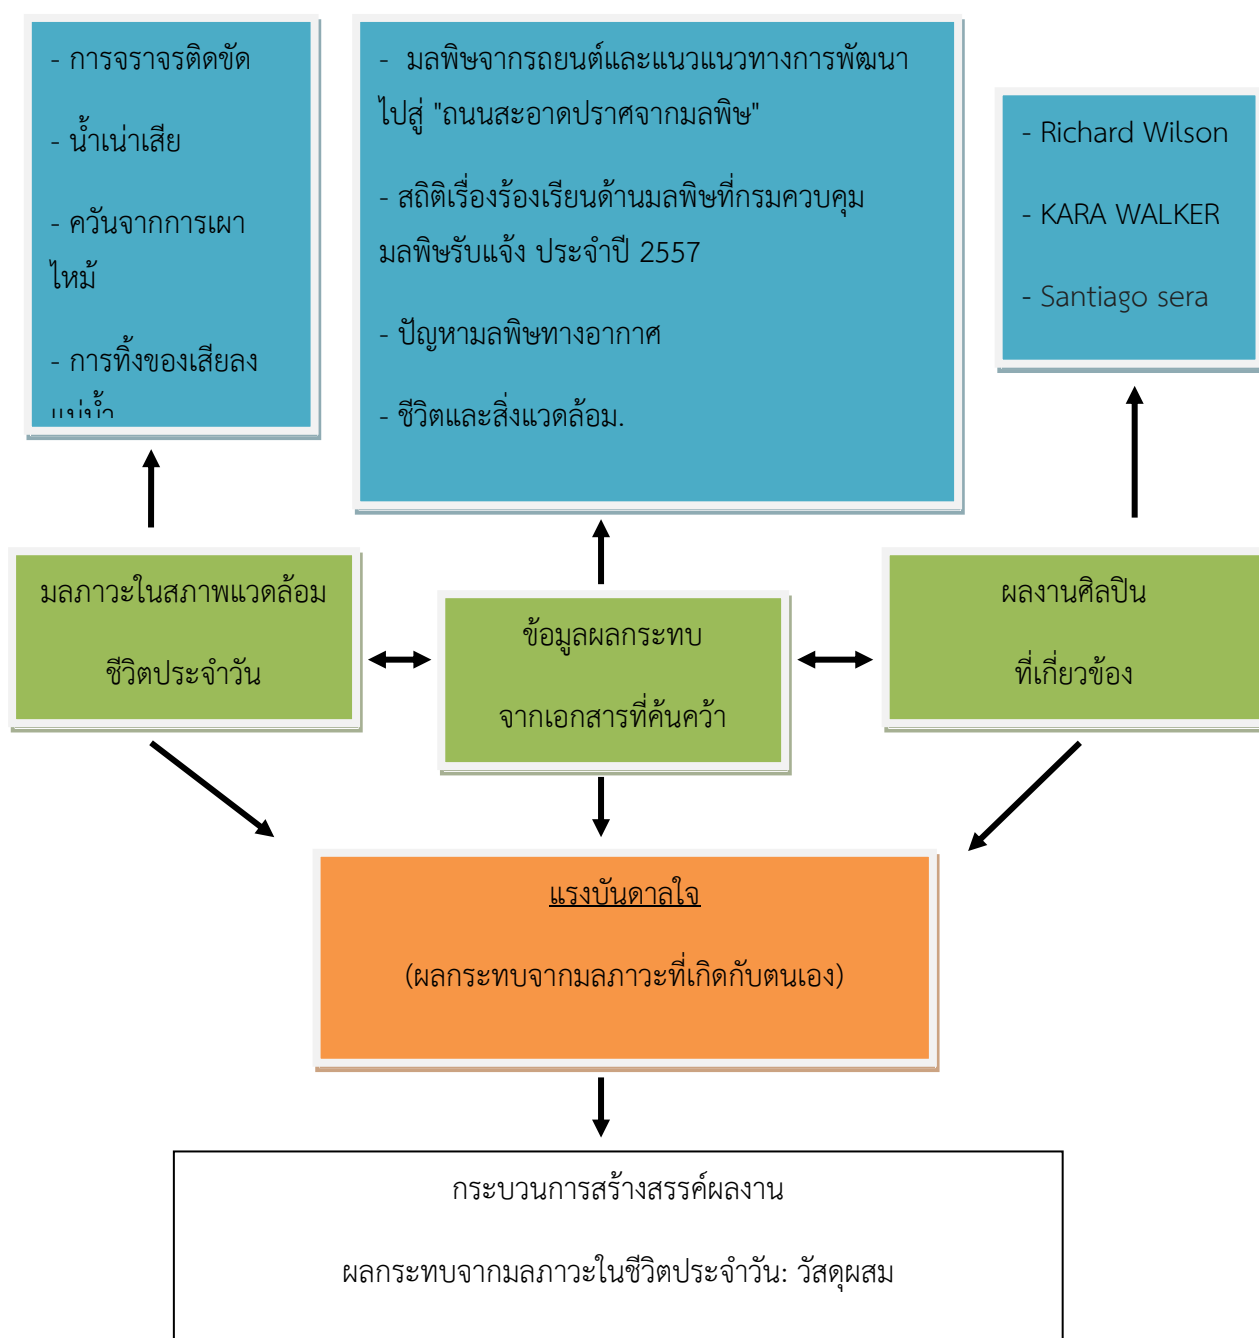 - การจราจรติดขัด
- น้ำเน่าเสีย
- ควันจากการเผา
ไหม้
- การทิ้งของเสียลง
แม่น้ำ
- มลพิษจากรถยนต์และแนวแนวทางการพัฒนา
ไปสู่ "ถนนสะอาดปราศจากมลพิษ"
- สถิติเรื่องร้องเรียนด้านมลพิษที่กรมควบคุม
มลพิษรับแจ้ง ประจำปี 2557
- ปัญหามลพิษทางอากาศ
- ชีวิตและสิ่งแวดล้อม.
- Richard Wilson
- KARA WALKER
- Santiago sera
มลภาวะในสภาพแวดล้อม
ชีวิตประจำวัน
ข้อมูลผลกระทบ
จากเอกสารที่ค้นคว้า
ผลงานศิลปิน
ที่เกี่ยวข้อง
แรงบันดาลใจ
(ผลกระทบจากมลภาวะที่เกิดกับตนเอง)
กระบวนการสร้างสรรค์ผลงาน
ผลกระทบจากมลภาวะในชีวิตประจำวัน: วัสดุผสม